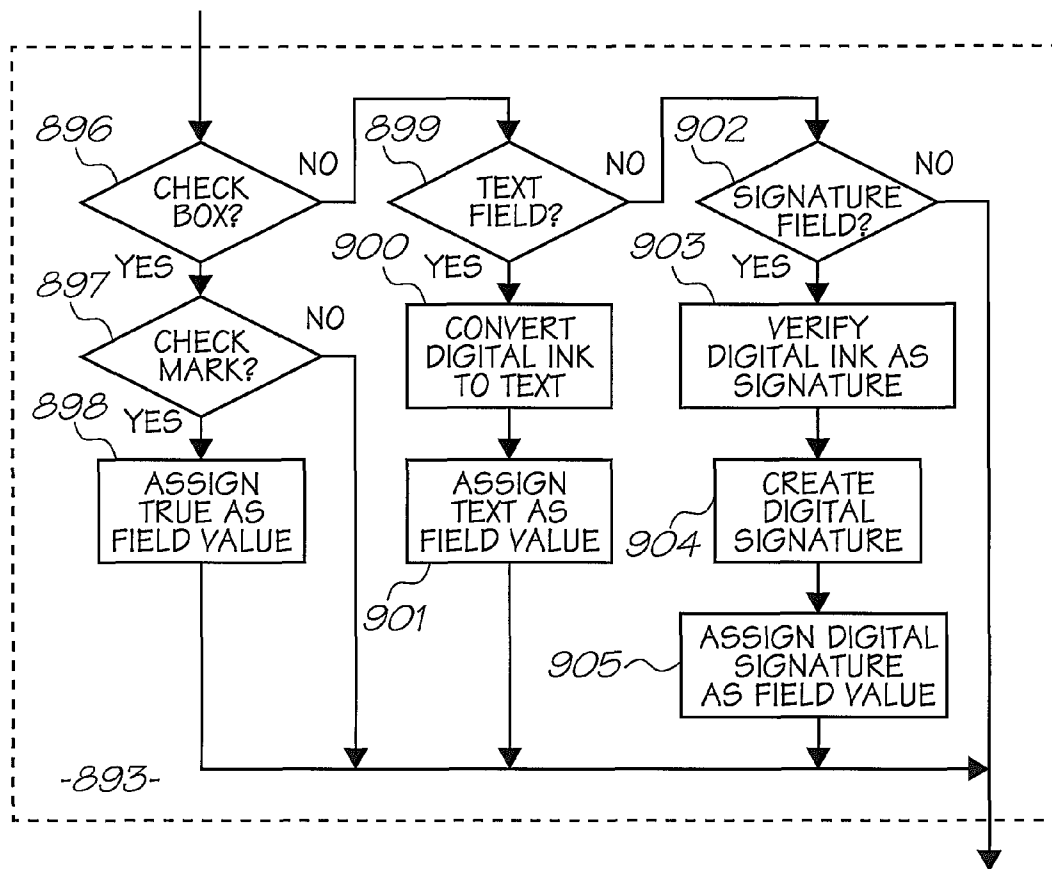 896
CHECK
BOX?
NO
YES
897
CHECK
MARK?
NO
YES
898
ASSIGN
TRUE AS
FIELD VALUE
899
TEXT
FIELD?
NO
YES
900
CONVERT
DIGITAL INK
TO TEXT
ASSIGN
TEXT AS
FIELD VALUE
901
902
SIGNATURE
FIELD?
NO
YES
903
VERIFY
DIGITAL INK AS
SIGNATURE
CREATE
DIGITAL
SIGNATURE
904
ASSIGN DIGITAL
SIGNATURE
AS FIELD VALUE
905
-893-